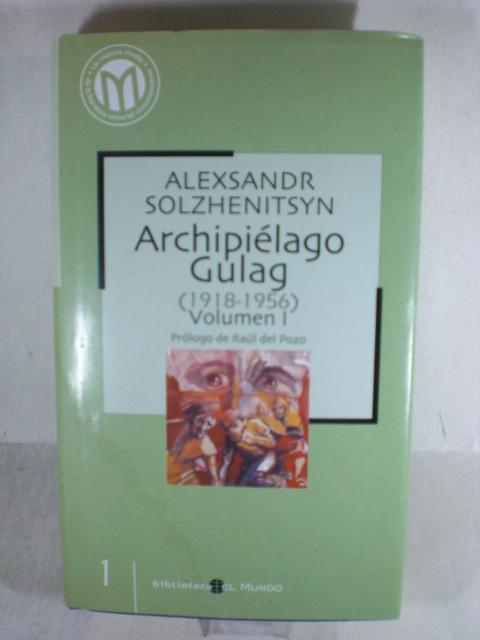 ALEXSANDR
SOLZHENITSYN
Archipiélago
Gulag
(1918-1956)
Volumen I
Prólogo de Raúl del Pozo
1
biblioteca EL MUNDO